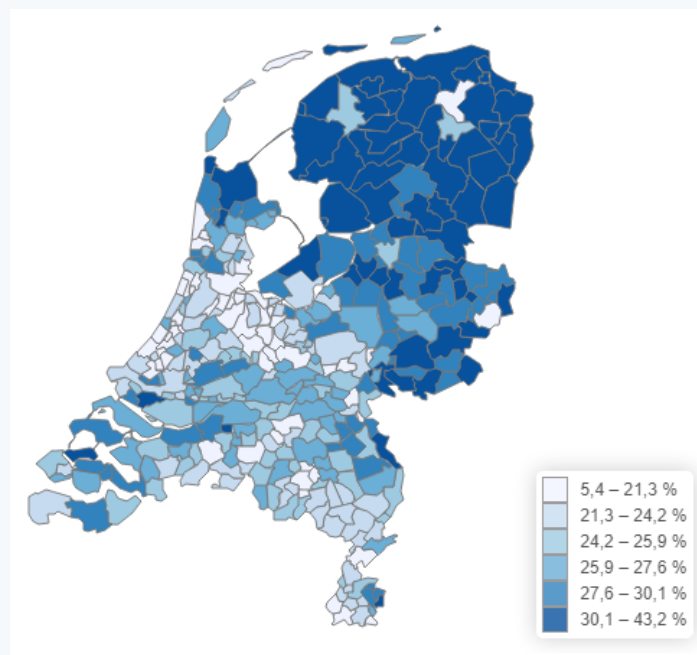 5,4 – 21,3 %
21,3 – 24,2 %
24,2 – 25,9 %
25,9 – 27,6 %
27,6 – 30,1 %
30,1 – 43,2 %